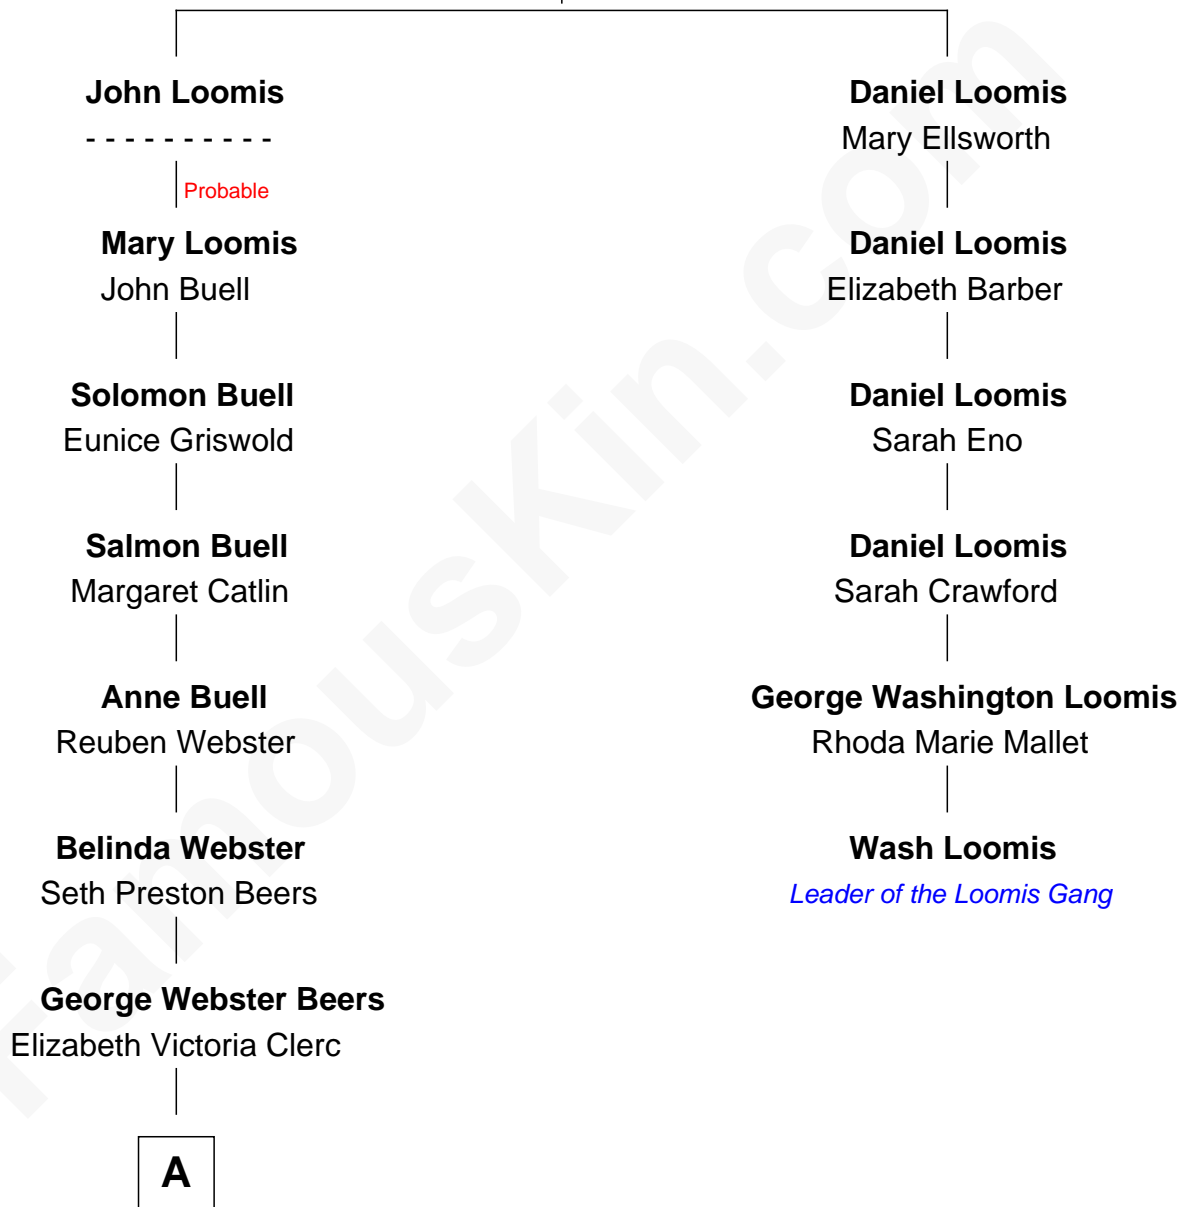 John Loomis
- - - - - - - - - -
Probable
Mary Loomis
John Buell
Solomon Buell
Eunice Griswold
Salmon Buell
Margaret Catlin
Anne Buell
Reuben Webster
Belinda Webster
Seth Preston Beers
George Webster Beers
Elizabeth Victoria Clerc
A
Daniel Loomis
Mary Ellsworth
Daniel Loomis
Elizabeth Barber
Daniel Loomis
Sarah Eno
Daniel Loomis
Sarah Crawford
George Washington Loomis
Rhoda Marie Mallet
Wash Loomis
Leader of the Loomis Gang
FamousKin.com